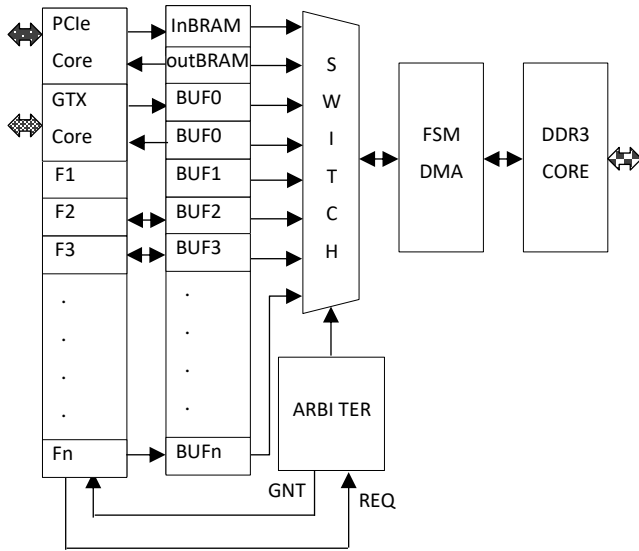 PCIe
Core
GTX
Core
F1
F2
F3
.
.
.
.
Fn
InBRAM
outBRAM
BUF0
BUF0
BUF1
BUF2
BUF3
.
.
.
.
BUFn
S
W
I
T
C
H
FSM
DMA
DDR3
CORE
ARBI TER
GNT
REQ